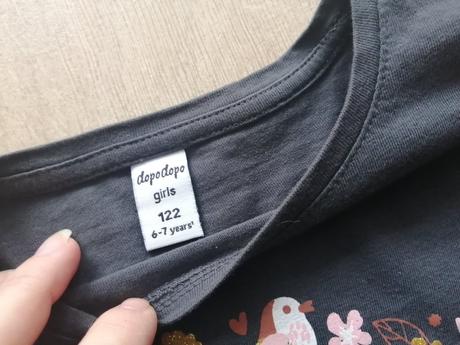 dopodopo
girls
122
6-7 years'